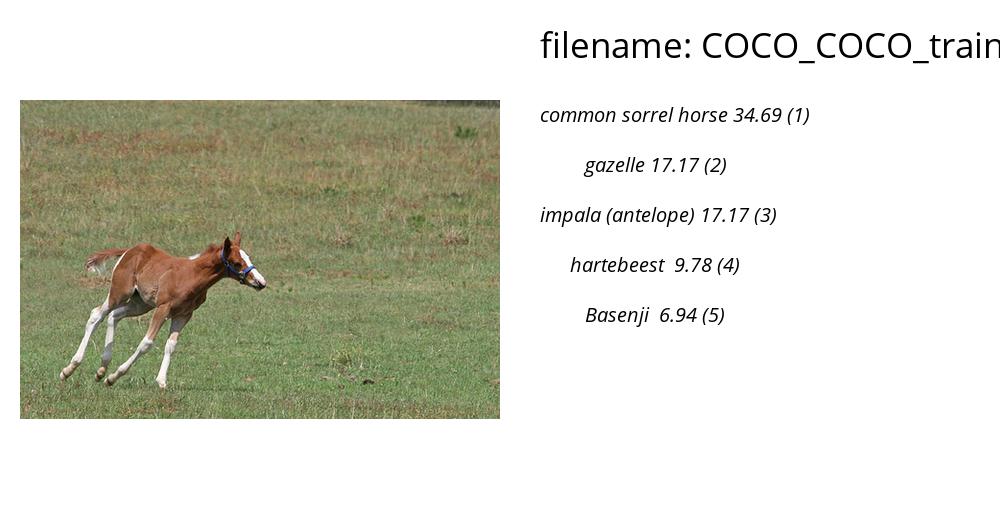 filename: COCO_COCO_train
common sorrel horse 34.69 (1)
gazelle 17.17 (2)
impala (antelope) 17.17 (3)
hartebeest 9.78 (4)
Basenji 6.94 (5)